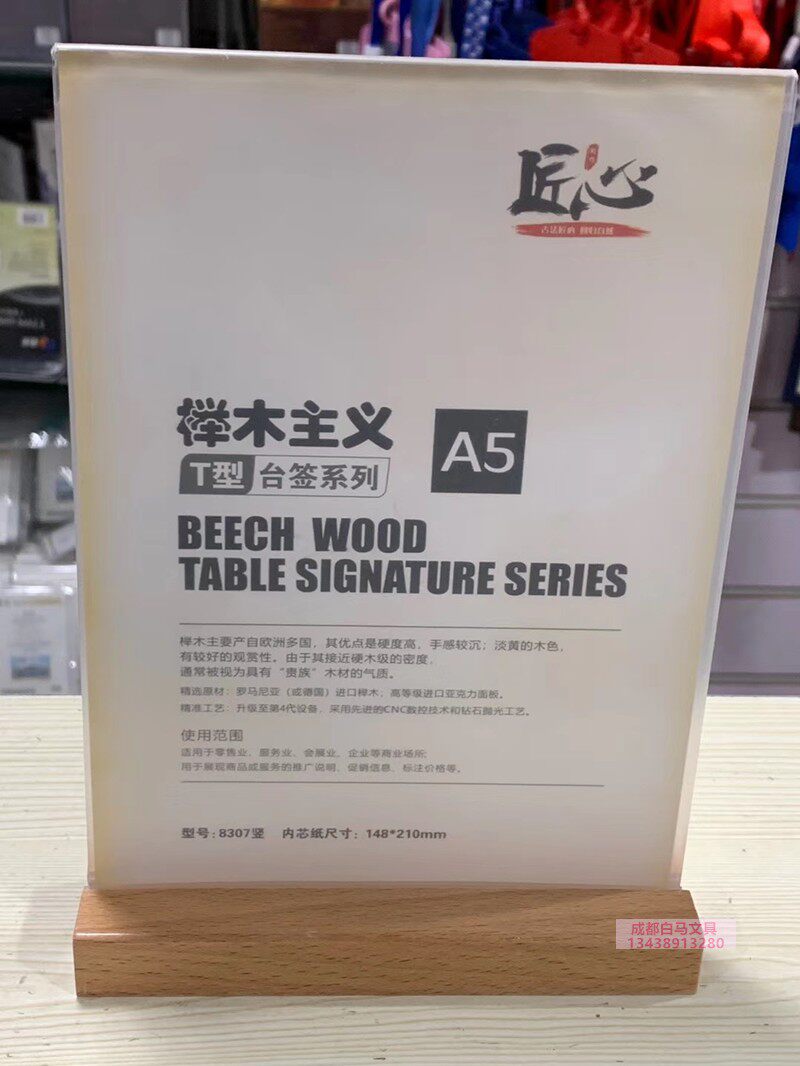 匠心
古法匠心 回归自然
榉木主义
A5
T型 台签系列
BEECH WOOD
TABLE SIGNATURE SERIES
榉木主要产自欧洲多国，其优点是硬度高，手感较沉；淡黄的木色，
有较好的观赏性。由于其接近硬木级的密度，
通常被视为具有“贵族”木材的气质。
精选原材：罗马尼亚（或德国）进口榉木；高等级进口亚克力面板。
精准工艺：升级至第4代设备，采用先进的CNC数控技术和钻石抛光工艺。
使用范围
适用于零售业、服务业、会展业、企业等商业场所；
用于展现商品或服务的推广说明、促销信息、标注价格等。
型号：8307竖 内芯纸尺寸：148*210mm
成都白马文具
13438913280